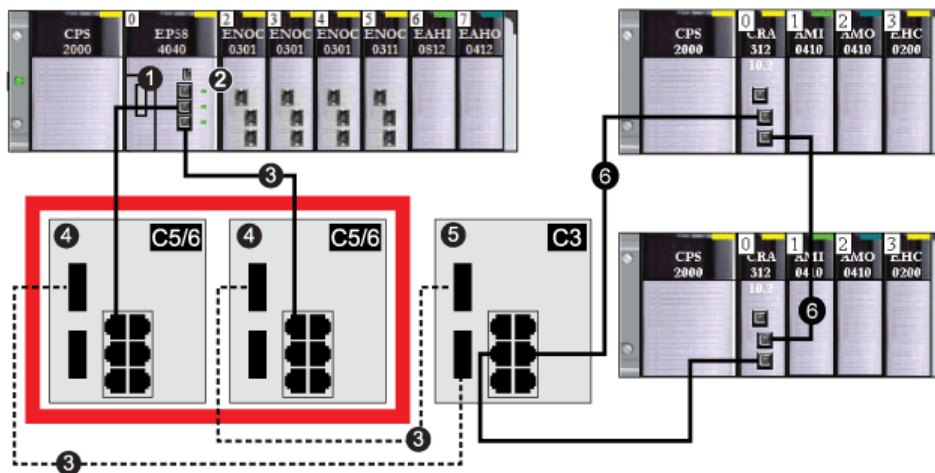 0 2 3 4 5 6 7
CPS 2000
EP58 4040
ENOC 0301
ENOC 0301
ENOC 0301
ENOC 0311
EAHI 0812
EAHO 0412
1
2
0 1 2 3
CPS 2000
CRA 312 10.2
AMI 0410
AMO 0410
EHC 0200
3
6
4 C5/6
4 C5/6
5 C3
0 1 2 3
CPS 2000
CRA 312 10.2
AMI 0410
AMO 0410
EHC 0200
6
3
3